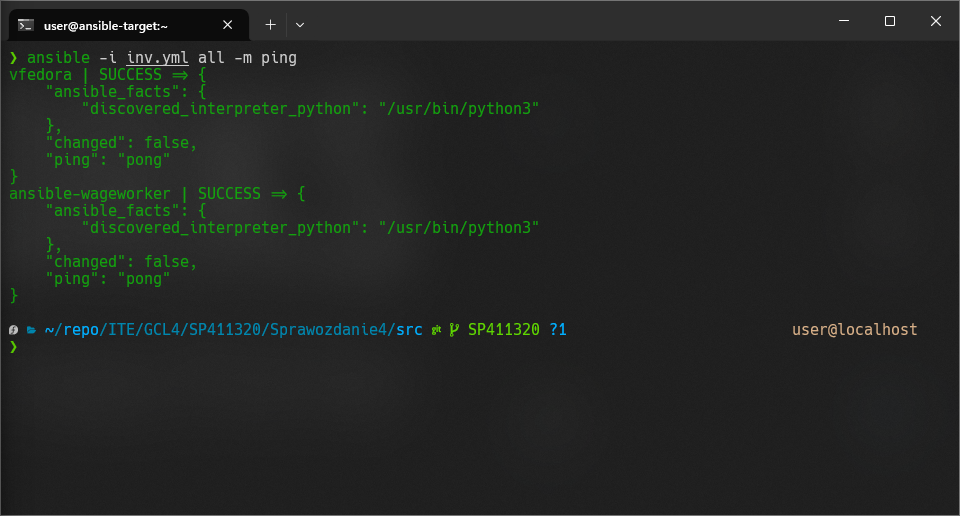 user@ansible-target:~
❯ ansible -i inv.yml all -m ping
vfedora | SUCCESS => {
    "ansible_facts": {
        "discovered_interpreter_python": "/usr/bin/python3"
    },
    "changed": false,
    "ping": "pong"
}
ansible-wageworker | SUCCESS => {
    "ansible_facts": {
        "discovered_interpreter_python": "/usr/bin/python3"
    },
    "changed": false,
    "ping": "pong"
}
~/repo/ITE/GCL4/SP411320/Sprawozdanie4/src git SP411320 ?1 user@localhost
❯